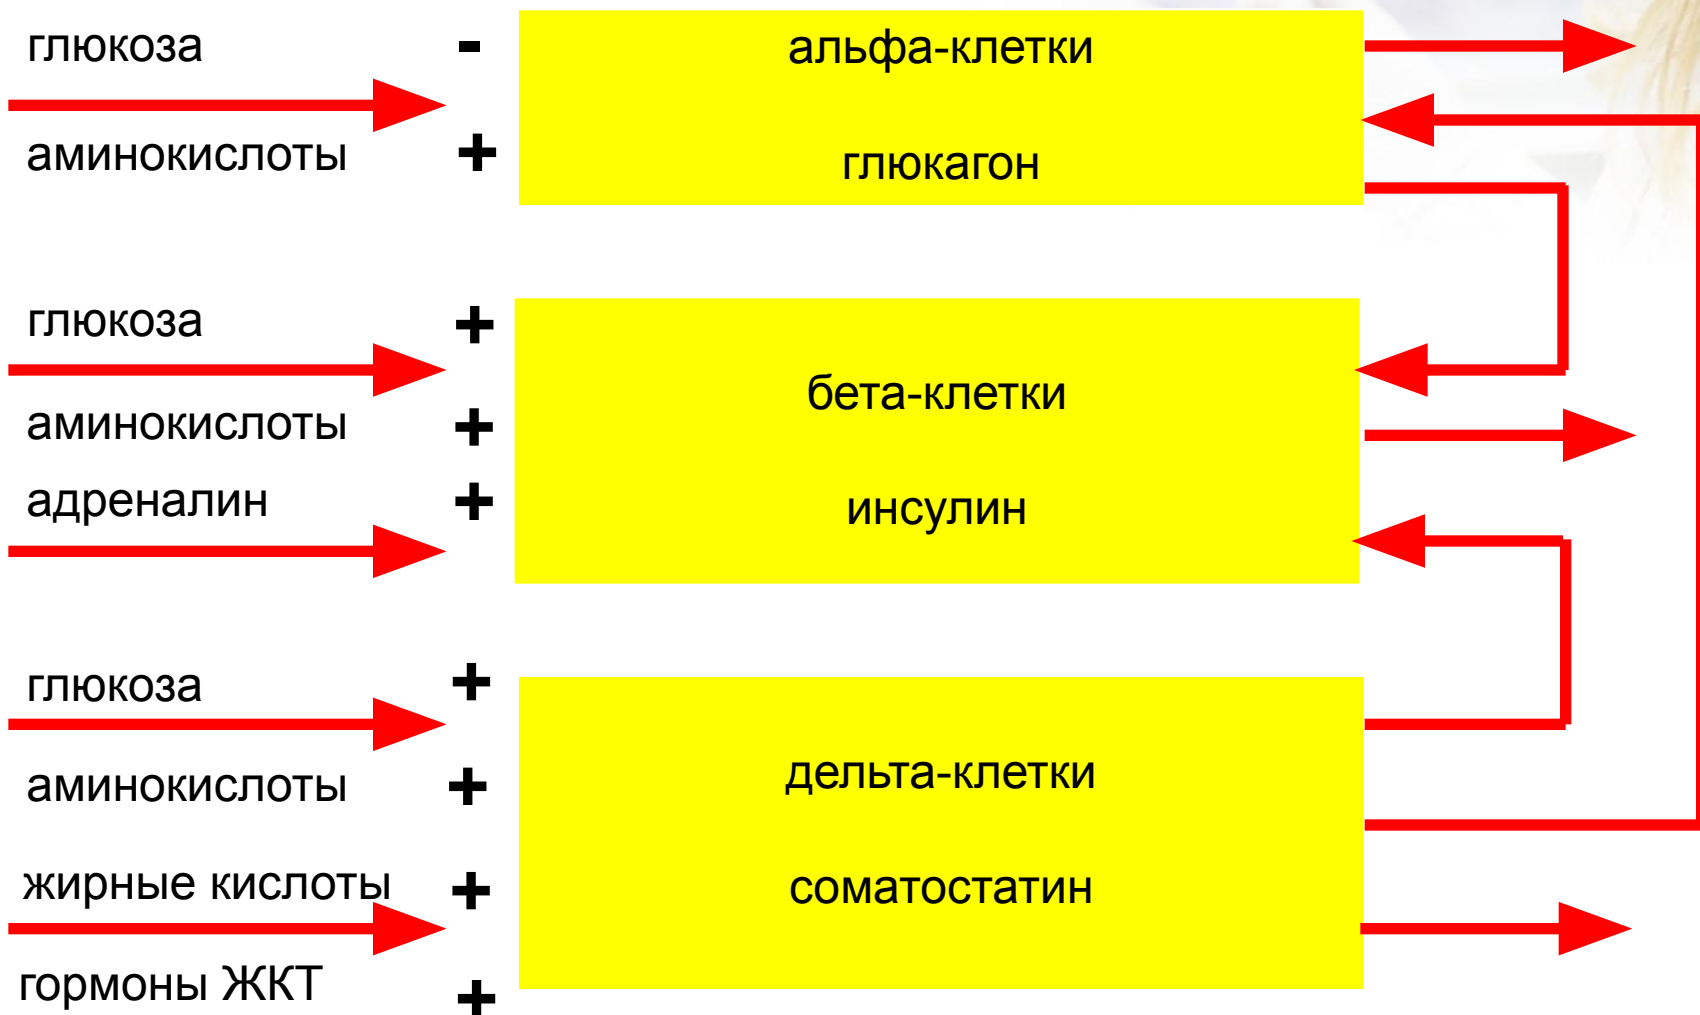 глюкоза - альфа-клетки
аминокислоты + глюкагон
глюкоза +
бета-клетки
аминокислоты +
адреналин + инсулин
глюкоза +
аминокислоты + дельта-клетки
жирные кислоты + соматостатин
гормоны ЖКТ +